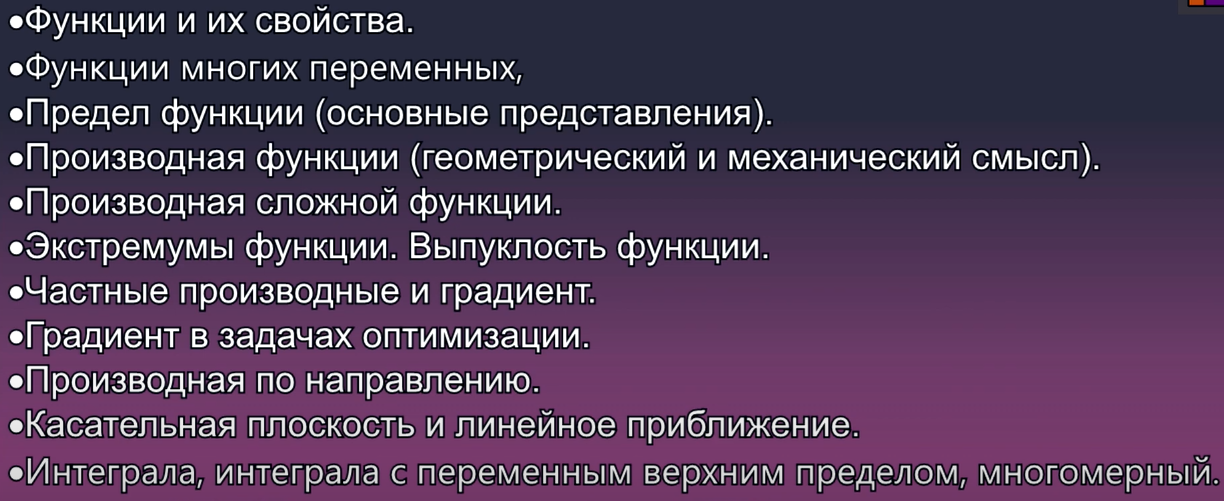 •Функции и их свойства.
•Функции многих переменных,
•Предел функции (основные представления).
•Производная функции (геометрический и механический смысл).
•Производная сложной функции.
•Экстремумы функции. Выпуклость функции.
•Частные производные и градиент.
•Градиент в задачах оптимизации.
•Производная по направлению.
•Касательная плоскость и линейное приближение.
•Интеграла, интеграла с переменным верхним пределом, многомерный.